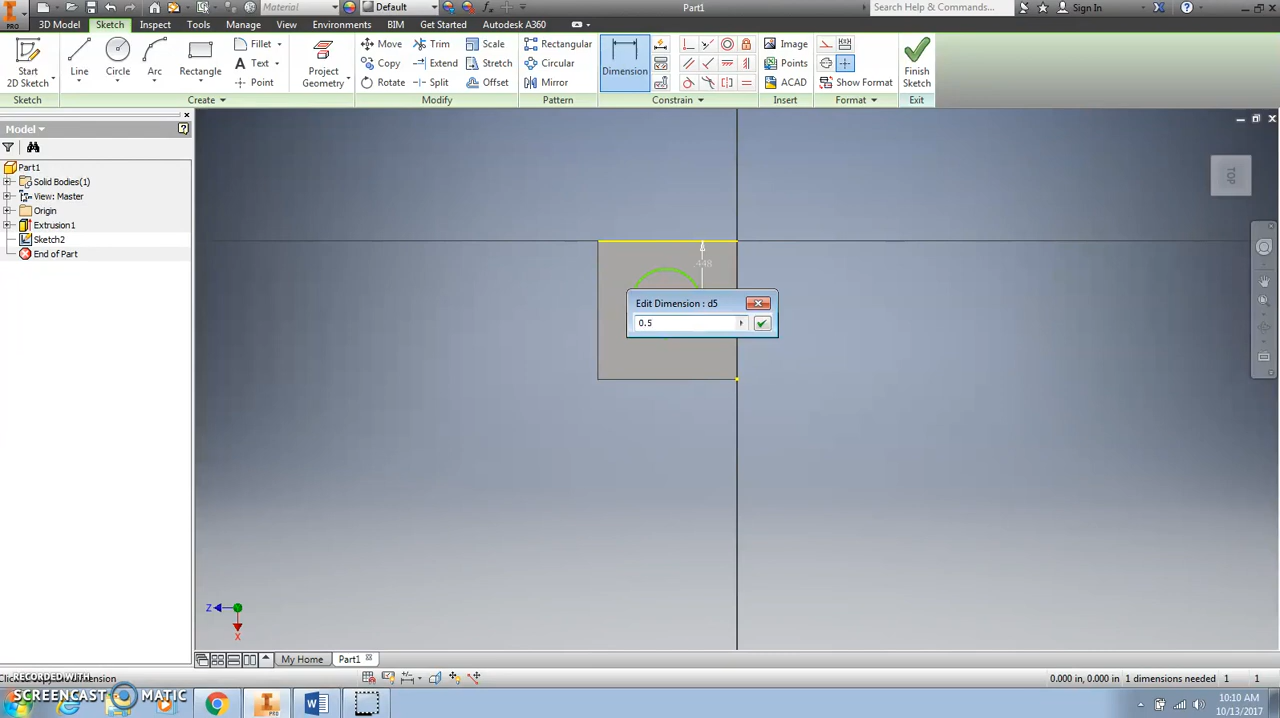 Material
Default
Part1
Search Help & Commands...
Sign In
PRO
3D Model
Sketch
Inspect
Tools
Manage
View
Environments
BIM
Get Started
Autodesk A360
Start
2D Sketch
Line
Circle
Arc
Rectangle
Fillet
Text
Point
Project
Geometry
Move
Copy
Rotate
Trim
Extend
Split
Scale
Stretch
Offset
Rectangular
Circular
Mirror
Dimension
Image
Points
ACAD
Show Format
Finish
Sketch
Sketch
Create
Modify
Pattern
Constrain
Insert
Format
Exit
Model
Part1
Solid Bodies(1)
View: Master
Origin
Extrusion1
Sketch2
End of Part
TOP
.448
Edit Dimension : d5
0.5
Z
X
My Home
Part1
RECORDED WITH
SCREENCAST MATIC
0.000 in, 0.000 in
1 dimensions needed
1
1
10:10 AM
10/13/2017